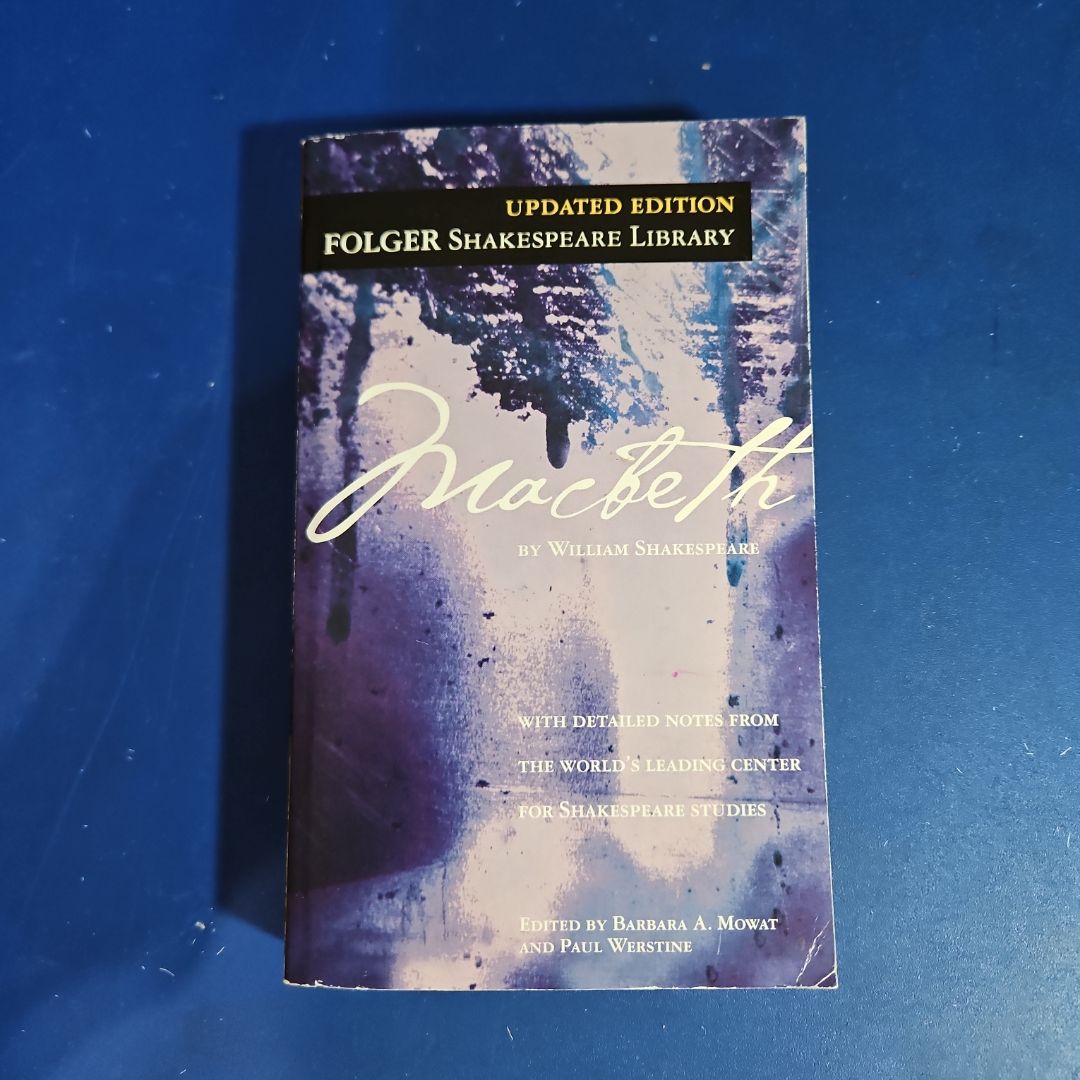 UPDATED EDITION
FOLGER SHAKESPEARE LIBRARY
Macbeth
BY WILLIAM SHAKESPEARE
WITH DETAILED NOTES FROM
THE WORLD'S LEADING CENTER
FOR SHAKESPEARE STUDIES
EDITED BY BARBARA A. MOWAT
AND PAUL WERSTINE